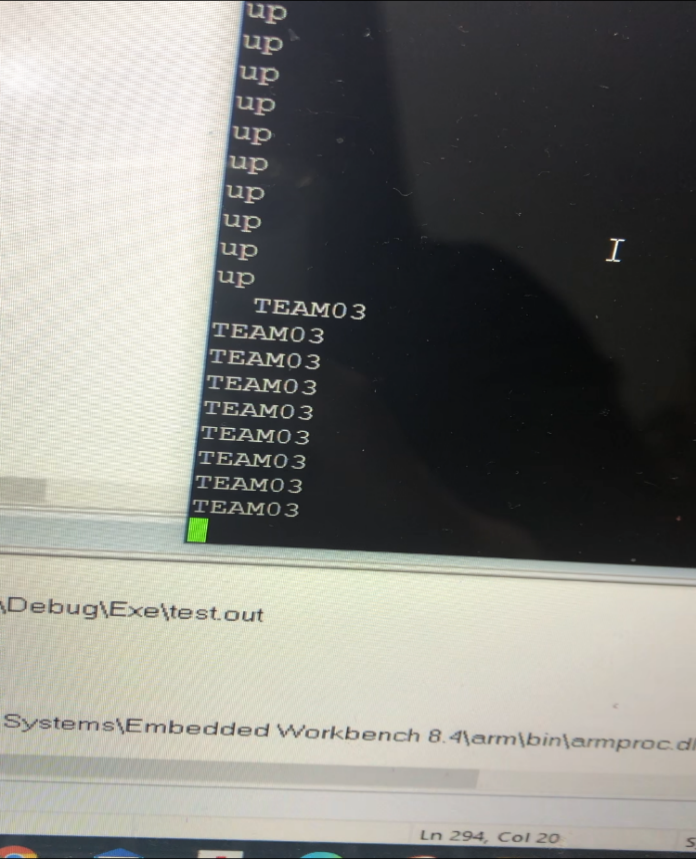 up
up
up
up
up
up
up
up
up
up
TEAM03
TEAM03
TEAM03
TEAM03
TEAM03
TEAM03
TEAM03
TEAM03
TEAM03
\Debug\Exe\test.out
Systems\Embedded Workbench 8.4\arm\bin\armproc.dl
Ln 294, Col 20